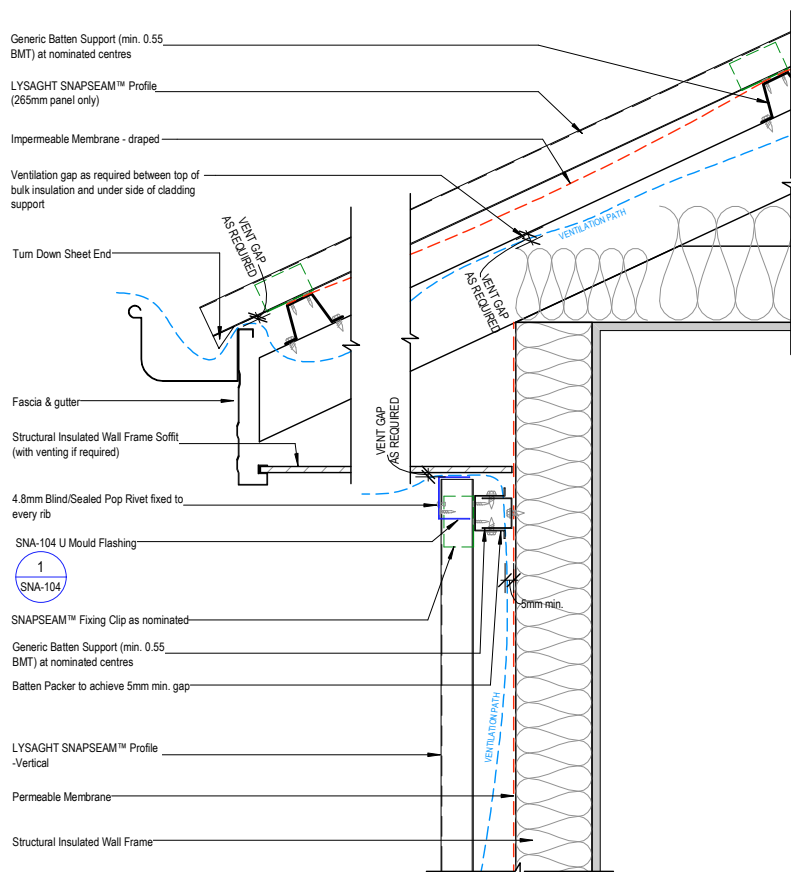 Generic Batten Support (min. 0.55
BMT) at nominated centres
LYSAGHT SNAPSEAM™ Profile
(265mm panel only)
Impermeable Membrane - draped
Ventilation gap as required between top of
bulk insulation and under side of cladding
support
VENT GAP
AS REQUIRED
VENTILATION PATH
Turn Down Sheet End
VENT GAP
AS REQUIRED
Fascia & gutter
Structural Insulated Wall Frame Soffit
(with venting if required)
VENT GAP
AS REQUIRED
4.8mm Blind/Sealed Pop Rivet fixed to
every rib
SNA-104 U Mould Flashing
1
SNA-104
5mm min.
SNAPSEAM™ Fixing Clip as nominated
Generic Batten Support (min. 0.55
BMT) at nominated centres
Batten Packer to achieve 5mm min. gap
VENTILATION PATH
LYSAGHT SNAPSEAM™ Profile
-Vertical
Permeable Membrane
Structural Insulated Wall Frame